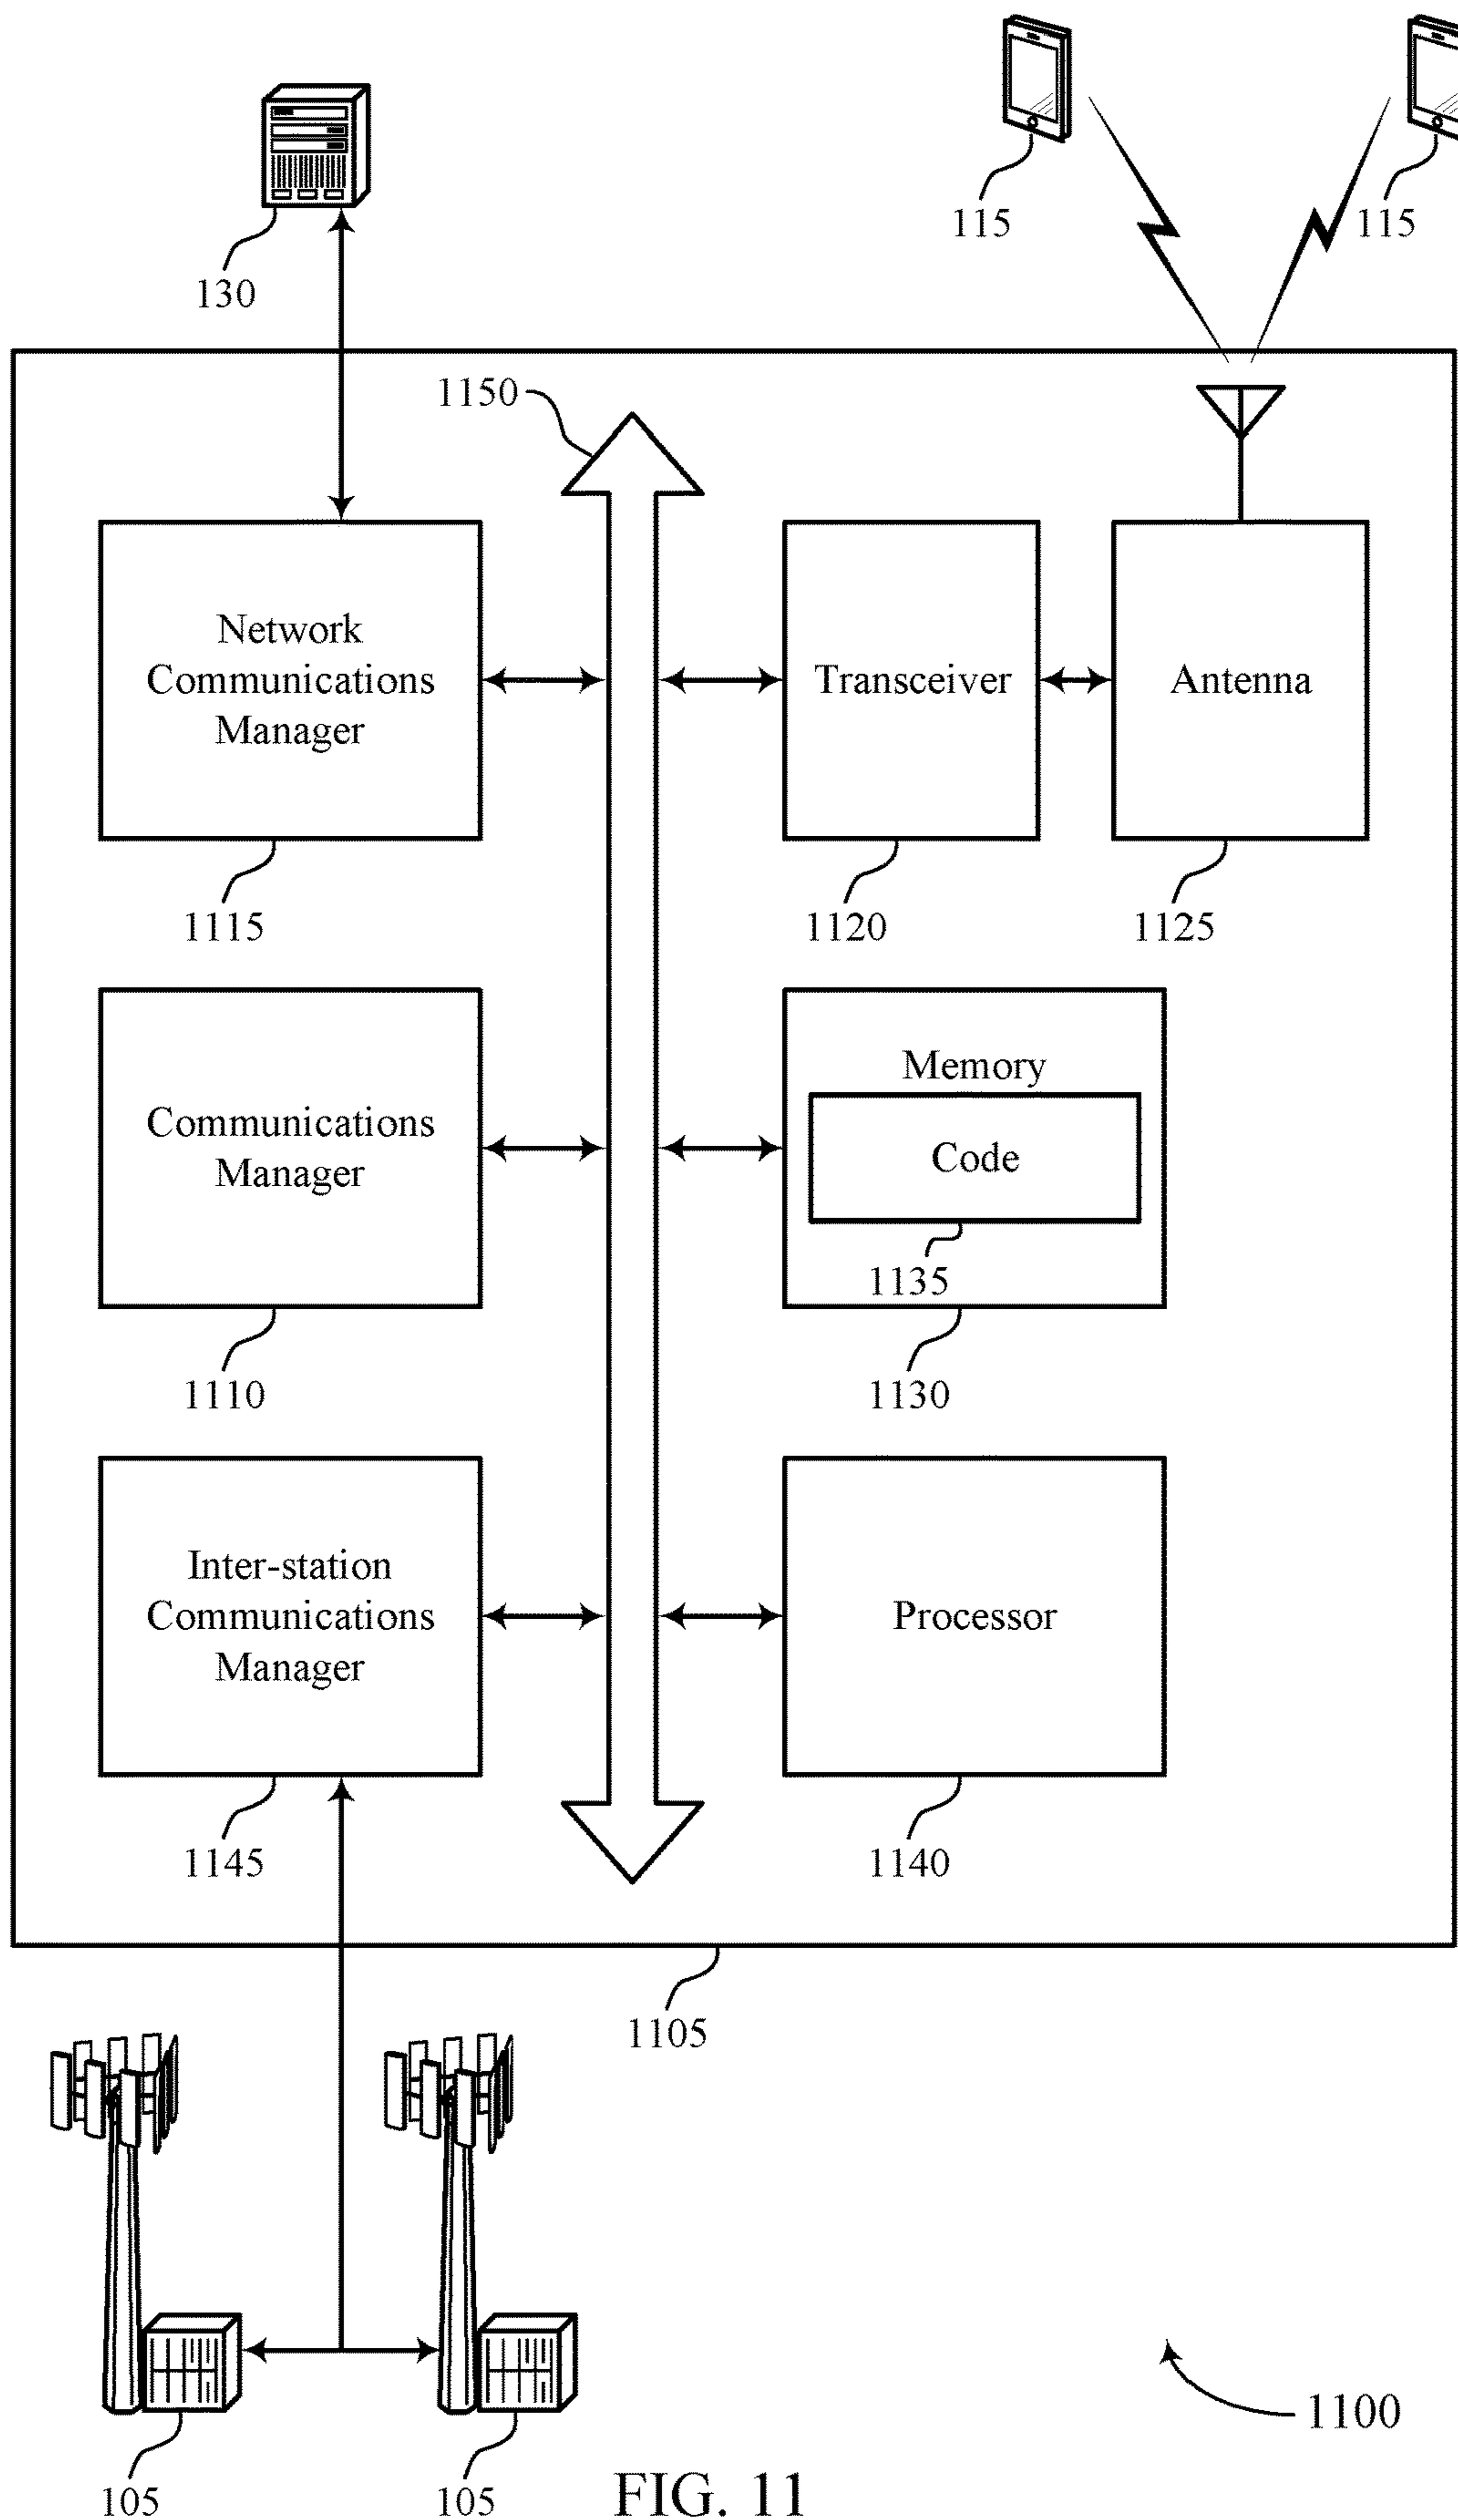 115
115
130
1150
Network
Communications
Manager
Transceiver
Antenna
1115
1120
1125
Communications
Manager
Memory
Code
1135
1110
1130
Inter-station
Communications
Manager
Processor
1145
1140
1105
1100
105
105
FIG. 11